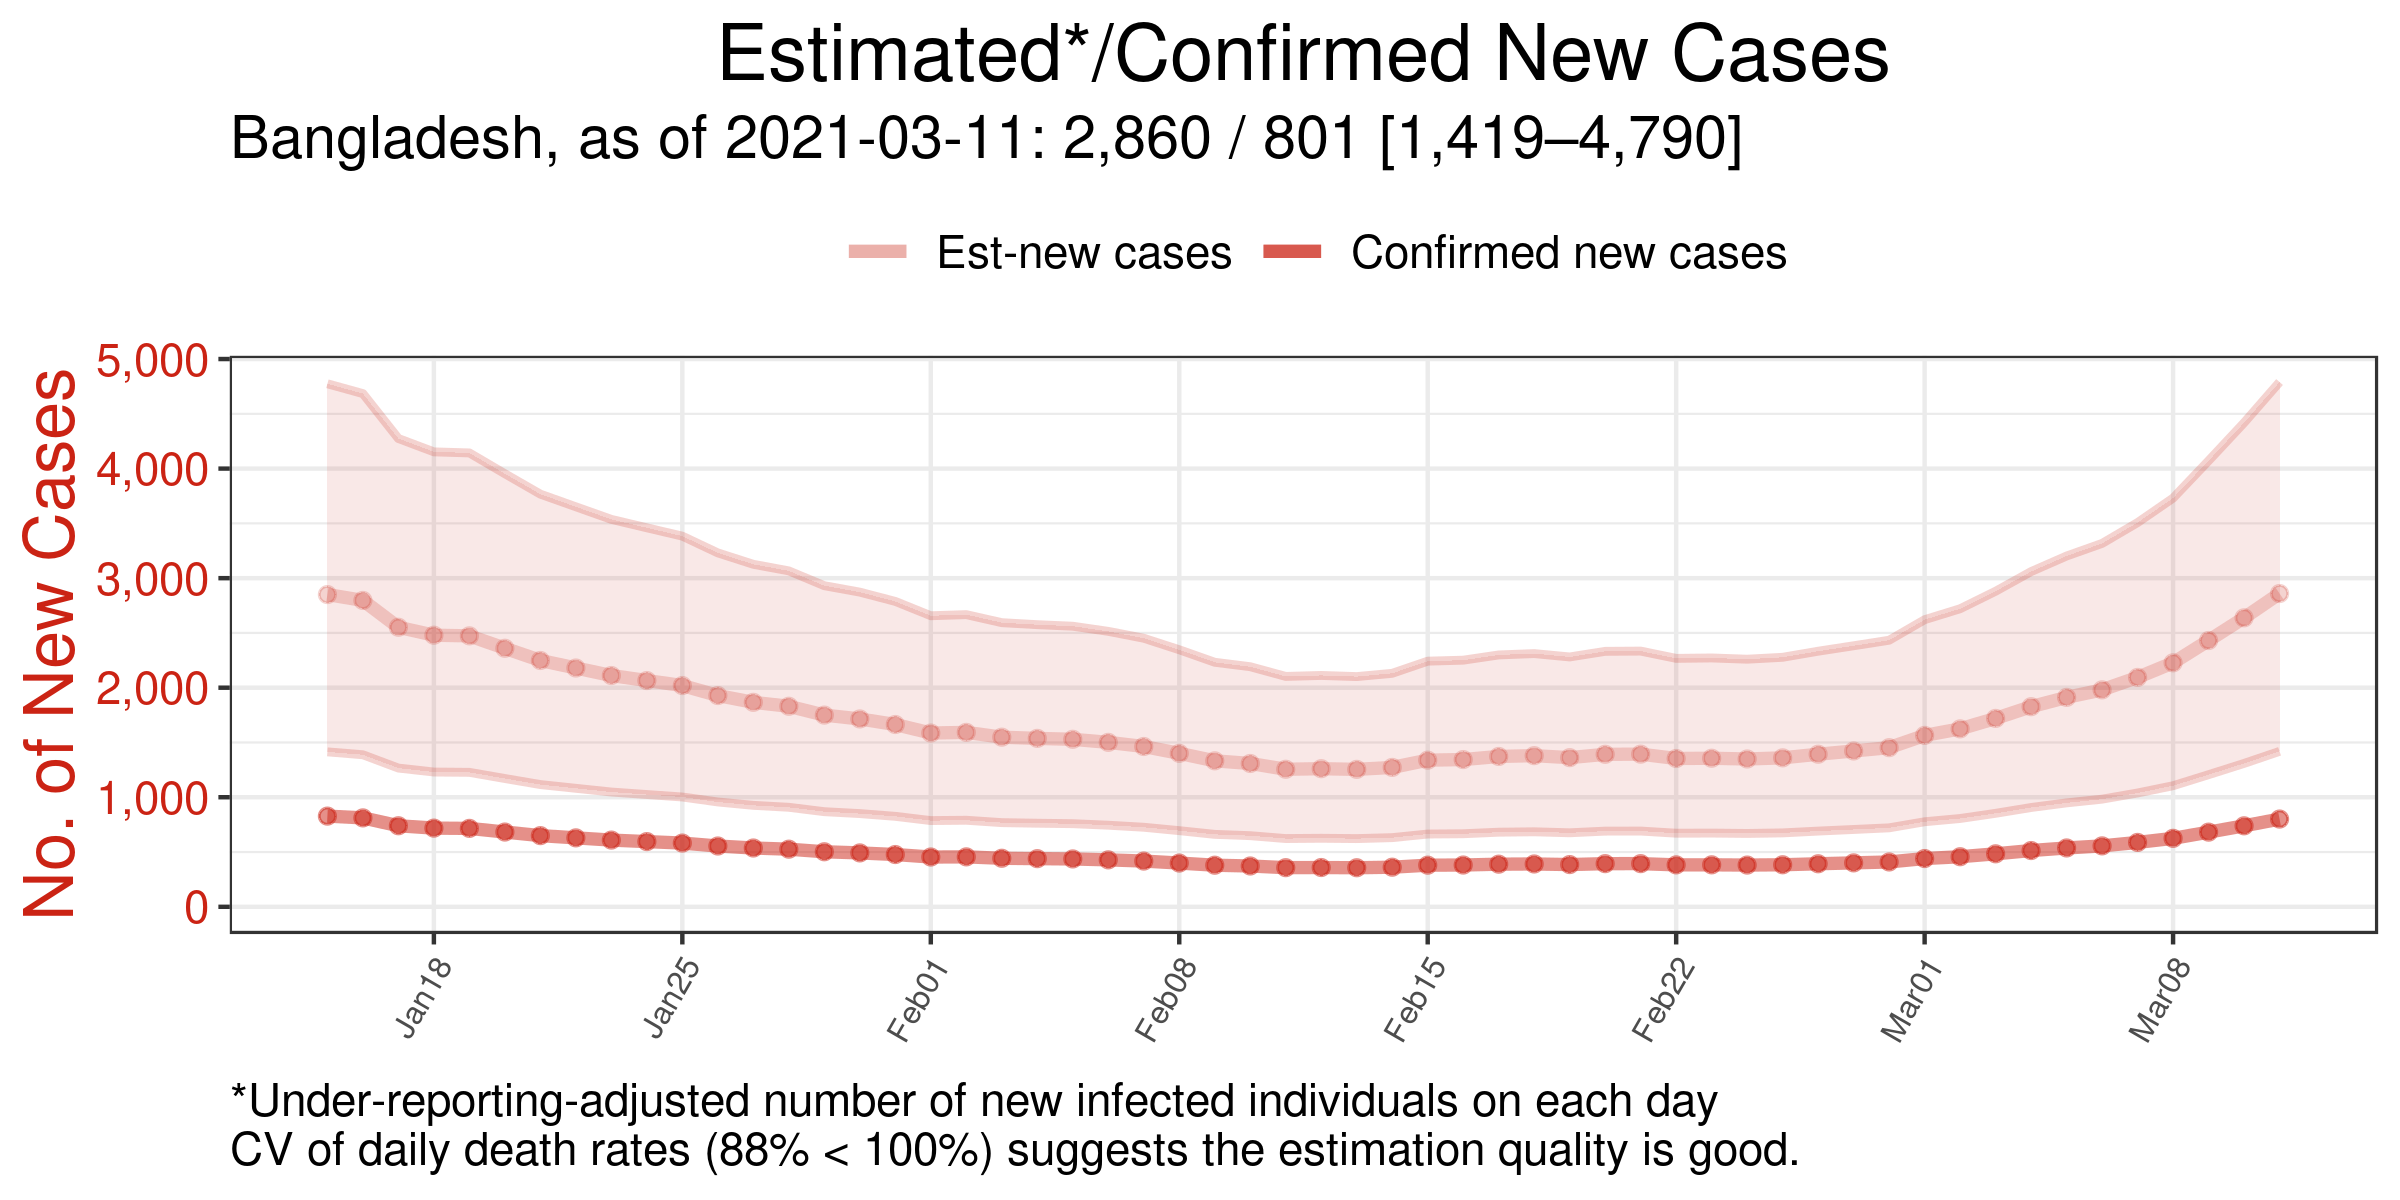 Estimated*/Confirmed New Cases
Bangladesh, as of 2021-03-11: 2,860 / 801 [1,419–4,790]
Est-new cases
Confirmed new cases
No. of New Cases
5,000
4,000
3,000
2,000
1,000
0
Jan18
Jan25
Feb01
Feb08
Feb15
Feb22
Mar01
Mar08
*Under-reporting-adjusted number of new infected individuals on each day
CV of daily death rates (88% < 100%) suggests the estimation quality is good.